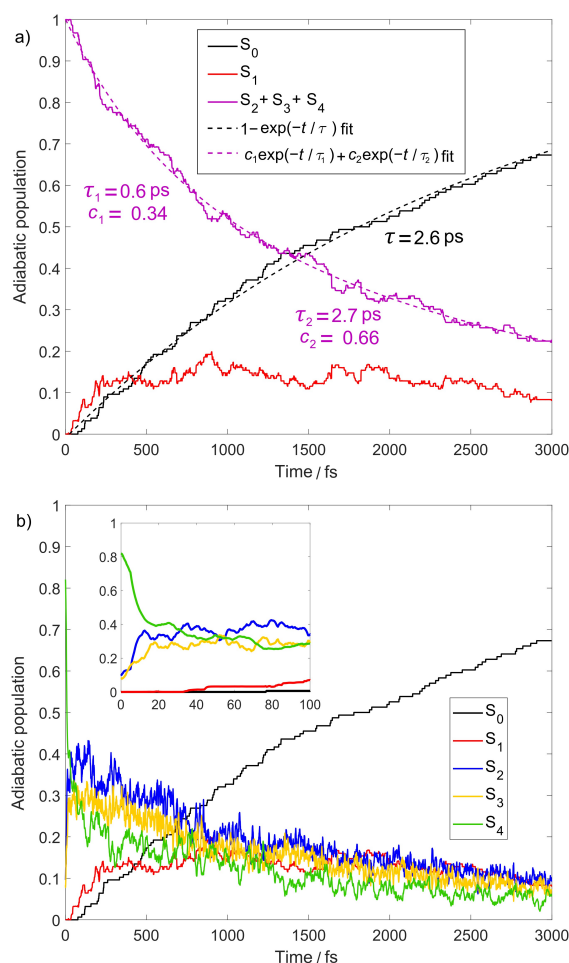 a)
S0
S1
S2+S3+S4
1−exp(−t/τ) fit
c1exp(−t/τ1)+c2exp(−t/τ2) fit
1
0.9
0.8
0.7
0.6
0.5
0.4
0.3
0.2
0.1
0
Adiabatic population
τ1=0.6 ps
c1= 0.34
τ=2.6 ps
τ2=2.7 ps
c2= 0.66
0 500 1000 1500 2000 2500 3000
Time / fs
b)
1
0.9
0.8
0.7
0.6
0.5
0.4
0.3
0.2
0.1
0
Adiabatic population
1
0.8
0.6
0.4
0.2
0
0 20 40 60 80 100
S0
S1
S2
S3
S4
0 500 1000 1500 2000 2500 3000
Time / fs